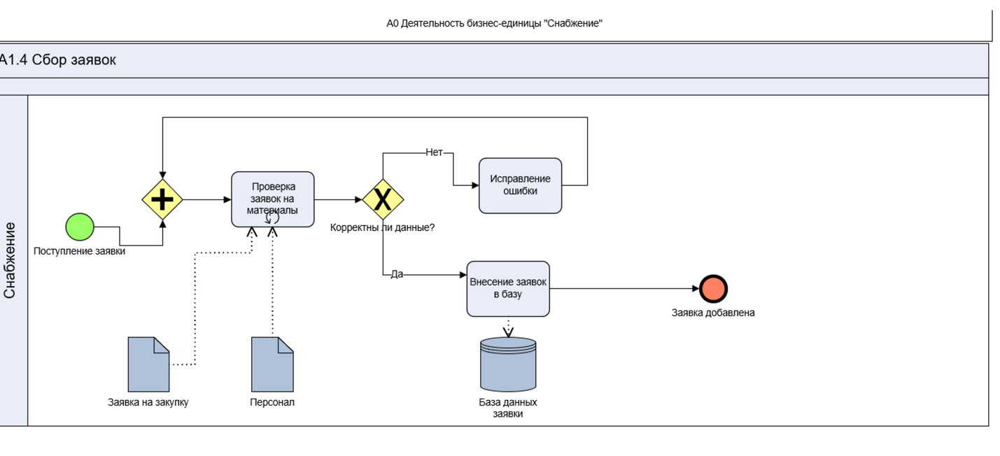 А0 Деятельность бизнес-единицы "Снабжение"
А1.4 Сбор заявок
Снабжение
Поступление заявки
Проверка
заявок на
материалы
Корректны ли данные?
Нет
Исправление
ошибки
Да
Внесение заявок
в базу
Заявка добавлена
Заявка на закупку
Персонал
База данных
заявки